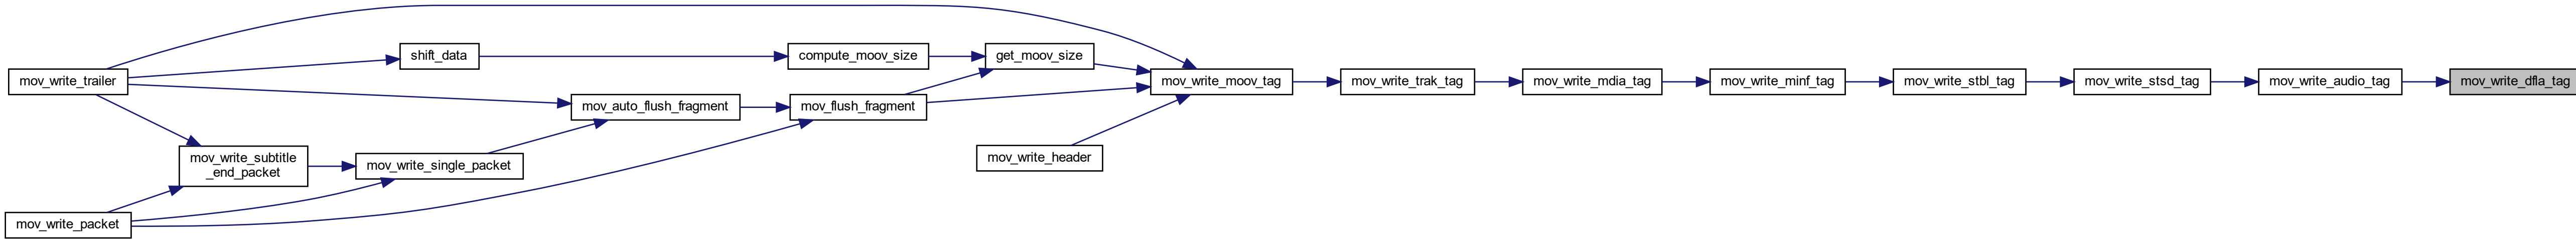 mov_write_trailer
shift_data
compute_moov_size
get_moov_size
mov_auto_flush_fragment
mov_flush_fragment
mov_write_moov_tag
mov_write_trak_tag
mov_write_mdia_tag
mov_write_minf_tag
mov_write_stbl_tag
mov_write_stsd_tag
mov_write_audio_tag
mov_write_dfla_tag
mov_write_subtitle
_end_packet
mov_write_single_packet
mov_write_header
mov_write_packet